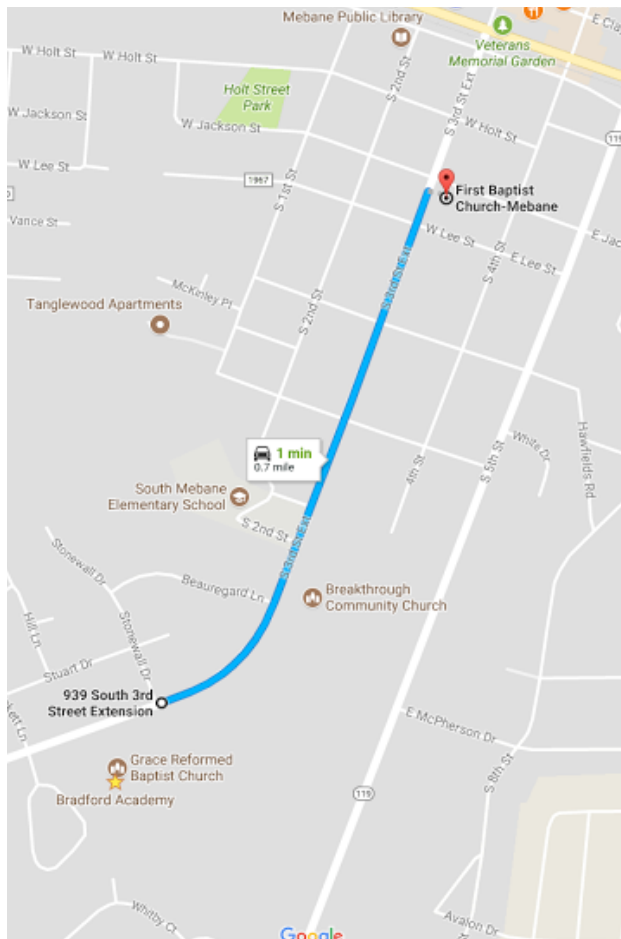 Mebane Public Library
E Cla
Veterans
Memorial Garden
W Holt St
W Holt St
S 2nd St
S 3rd St Ext
Holt Street
Park
W Holt St
119
W Jackson St
W Jackson St
W Lee St
1967
S 1st St
First Baptist
Church-Mebane
Vance St
W Lee St
S 4th St
E Lee St
E Jac
S 3rd St Ext
McKinley Pl
Tanglewood Apartments
S 2nd St
Hawfields Rd
White Dr
S 5th St
1 min
0.7 mile
4th St
South Mebane
Elementary School
S 2nd St
S 3rd St Ext
Stonewall Dr
Beauregard Ln
Breakthrough
Community Church
Hill Ln
Stonewall Dr
Stuart Dr
939 South 3rd
Street Extension
kett Ln
E McPherson Dr
Grace Reformed
Baptist Church
Bradford Academy
S 8th St
119
Whitby Ct
Avalon Dr
Google